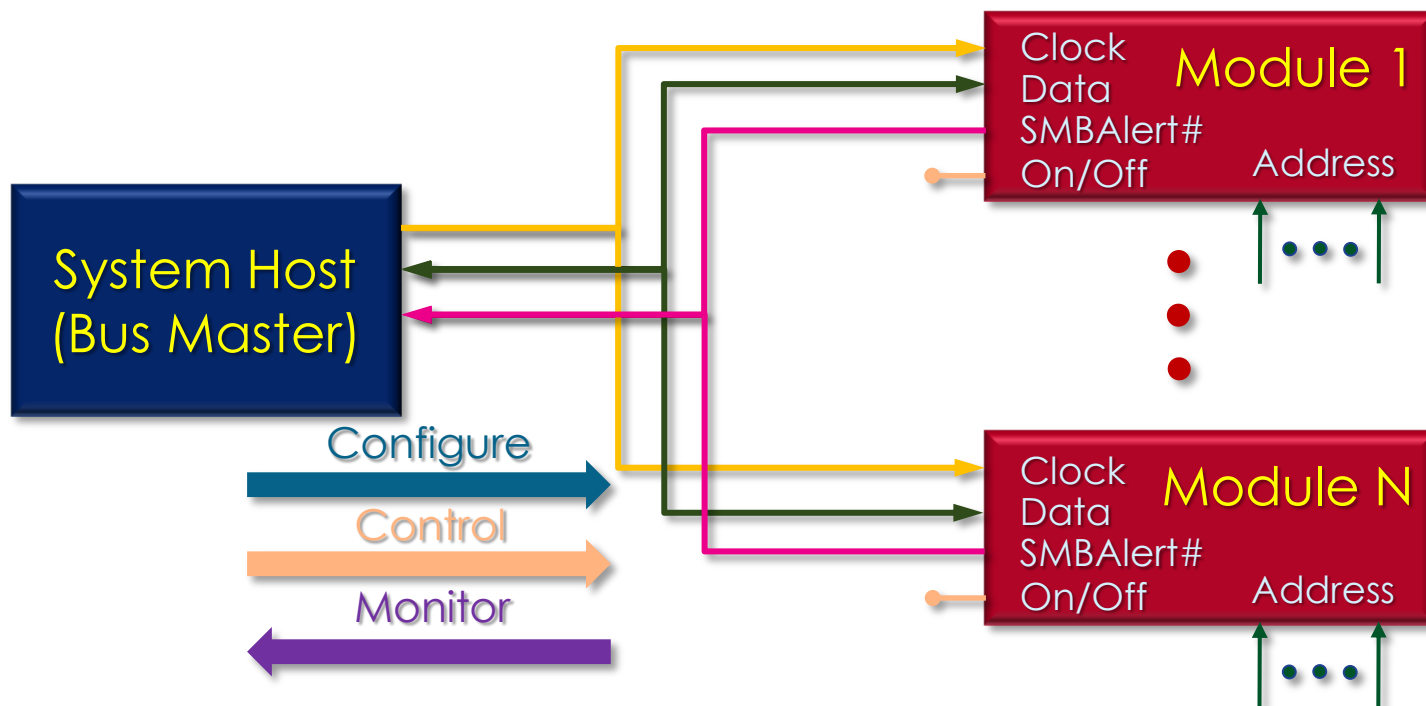 Clock
Data
SMBAlert#
On/Off
Module 1
Address
System Host
(Bus Master)
Configure
Control
Monitor
Clock
Data
SMBAlert#
On/Off
Module N
Address